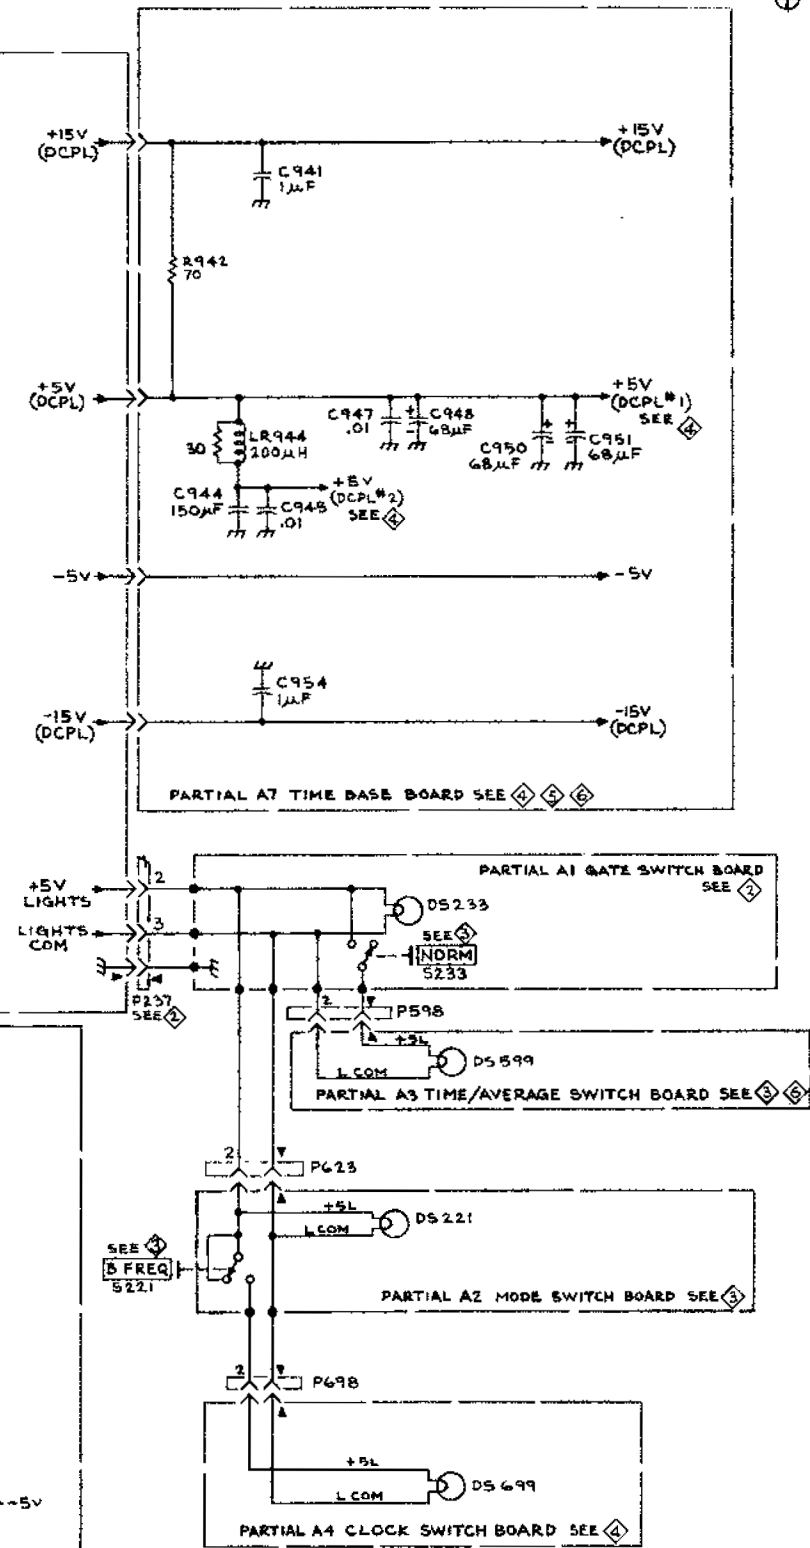 +15V
(DCPL)
+15V
(DCPL)
C941
1µF
R942
70
+5V
(DCPL)
+5V
(DCPL#1)
SEE 4
C947
.01
+
C948
68µF
C950
68µF
+
+
C951
68µF
30
LR944
200µH
C944
150µF
C945
.01
+5V
(DCPL#2)
SEE 4
-5V
-5V
C954
1µF
-15V
(DCPL)
-15V
(DCPL)
PARTIAL A7 TIME BASE BOARD SEE 4 5 6
PARTIAL A1 GATE SWITCH BOARD
SEE 2
+5V
LIGHTS
2
DS233
LIGHTS
COM
3
SEE 3
NORM
S233
P237
SEE 2
2
P598
+5L
DS599
L COM
PARTIAL A3 TIME/AVERAGE SWITCH BOARD SEE 3 6
2
P623
+5L
DS221
L COM
SEE 3
B FREQ
S221
PARTIAL A2 MODE SWITCH BOARD SEE 3
2
P698
+5L
DS699
L COM
-5V
PARTIAL A4 CLOCK SWITCH BOARD SEE 4